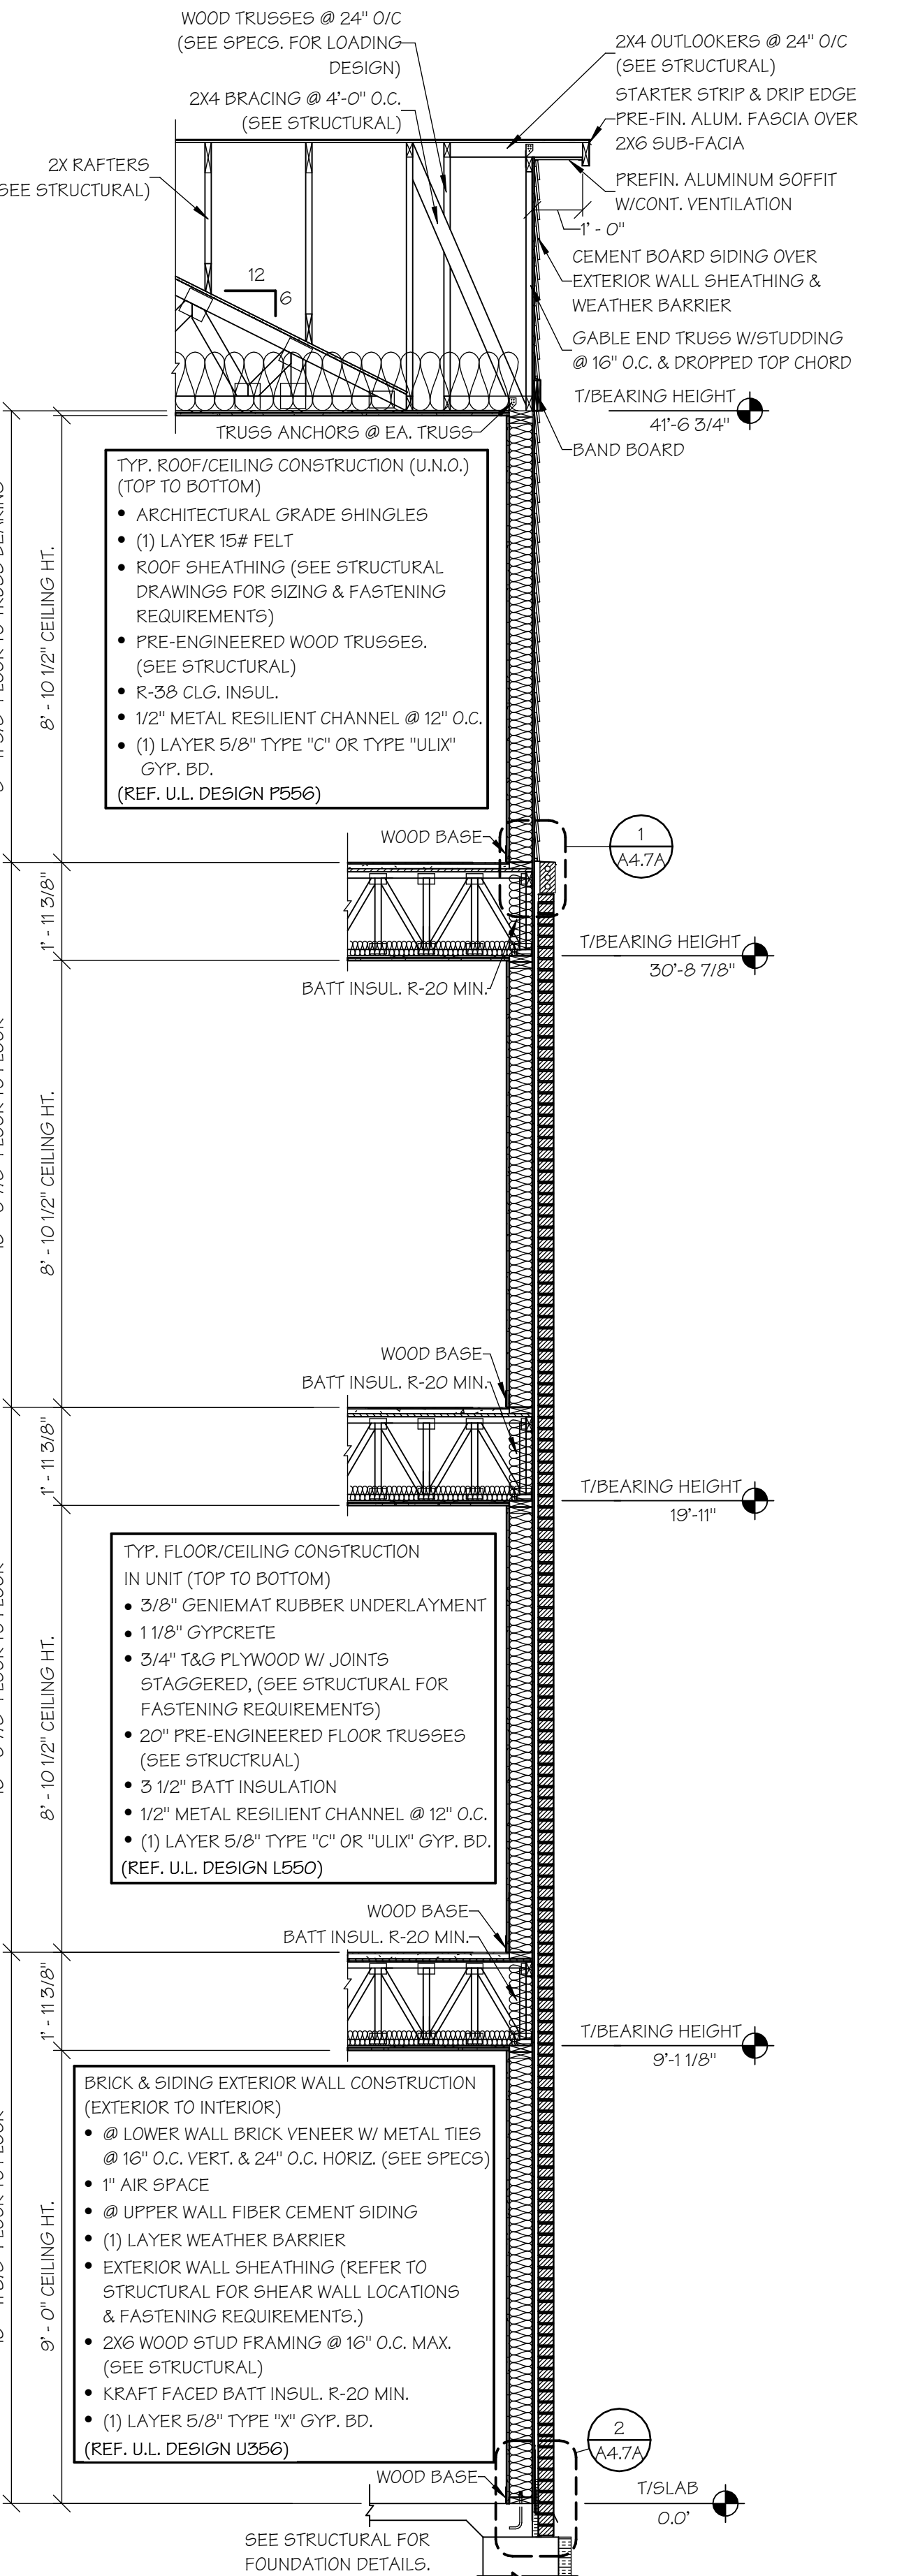 WOOD TRUSSES @ 24" O/C
(SEE SPECS. FOR LOADING
DESIGN)
2X4 BRACING @ 4'-0" O.C.
(SEE STRUCTURAL)
2X RAFTERS
SEE STRUCTURAL)
2X4 OUTLOOKERS @ 24" O/C
(SEE STRUCTURAL)
STARTER STRIP & DRIP EDGE
PRE-FIN. ALUM. FASCIA OVER
2X6 SUB-FACIA
PREFIN. ALUMINUM SOFFIT
W/CONT. VENTILATION
1' - 0"
CEMENT BOARD SIDING OVER
EXTERIOR WALL SHEATHING &
WEATHER BARRIER
GABLE END TRUSS W/STUDDING
@ 16" O.C. & DROPPED TOP CHORD
12
6
T/BEARING HEIGHT
41'-6 3/4"
BAND BOARD
TRUSS ANCHORS @ EA. TRUSS
TYP. ROOF/CEILING CONSTRUCTION (U.N.O.)
(TOP TO BOTTOM)
• ARCHITECTURAL GRADE SHINGLES
• (1) LAYER 15# FELT
• ROOF SHEATHING (SEE STRUCTURAL
DRAWINGS FOR SIZING & FASTENING
REQUIREMENTS)
• PRE-ENGINEERED WOOD TRUSSES.
(SEE STRUCTURAL)
• R-38 CLG. INSUL.
• 1/2" METAL RESILIENT CHANNEL @ 12" O.C.
• (1) LAYER 5/8" TYPE "C" OR TYPE "ULIX"
GYP. BD.
(REF. U.L. DESIGN P556)
8' - 10 1/2" CEILING HT.
WOOD BASE
1
A4.7A
1' - 11 3/8"
T/BEARING HEIGHT
30'-8 7/8"
BATT INSUL. R-20 MIN.
8' - 10 1/2" CEILING HT.
WOOD BASE
BATT INSUL. R-20 MIN.
1' - 11 3/8"
T/BEARING HEIGHT
19'-11"
TYP. FLOOR/CEILING CONSTRUCTION
IN UNIT (TOP TO BOTTOM)
• 3/8" GENIEMAT RUBBER UNDERLAYMENT
• 1 1/8" GYPCRETE
• 3/4" T&G PLYWOOD W/ JOINTS
STAGGERED, (SEE STRUCTURAL FOR
FASTENING REQUIREMENTS)
• 20" PRE-ENGINEERED FLOOR TRUSSES
(SEE STRUCTRUAL)
• 3 1/2" BATT INSULATION
• 1/2" METAL RESILIENT CHANNEL @ 12" O.C.
• (1) LAYER 5/8" TYPE "C" OR "ULIX" GYP. BD.
(REF. U.L. DESIGN L550)
8' - 10 1/2" CEILING HT.
WOOD BASE
BATT INSUL. R-20 MIN.
1' - 11 3/8"
T/BEARING HEIGHT
9'-1 1/8"
BRICK & SIDING EXTERIOR WALL CONSTRUCTION
(EXTERIOR TO INTERIOR)
• @ LOWER WALL BRICK VENEER W/ METAL TIES
@ 16" O.C. VERT. & 24" O.C. HORIZ. (SEE SPECS)
• 1" AIR SPACE
• @ UPPER WALL FIBER CEMENT SIDING
• (1) LAYER WEATHER BARRIER
• EXTERIOR WALL SHEATHING (REFER TO
STRUCTURAL FOR SHEAR WALL LOCATIONS
& FASTENING REQUIREMENTS.)
• 2X6 WOOD STUD FRAMING @ 16" O.C. MAX.
(SEE STRUCTURAL)
• KRAFT FACED BATT INSUL. R-20 MIN.
• (1) LAYER 5/8" TYPE "X" GYP. BD.
(REF. U.L. DESIGN U356)
9' - 0" CEILING HT.
2
A4.7A
WOOD BASE
T/SLAB
0.0'
SEE STRUCTURAL FOR
FOUNDATION DETAILS.